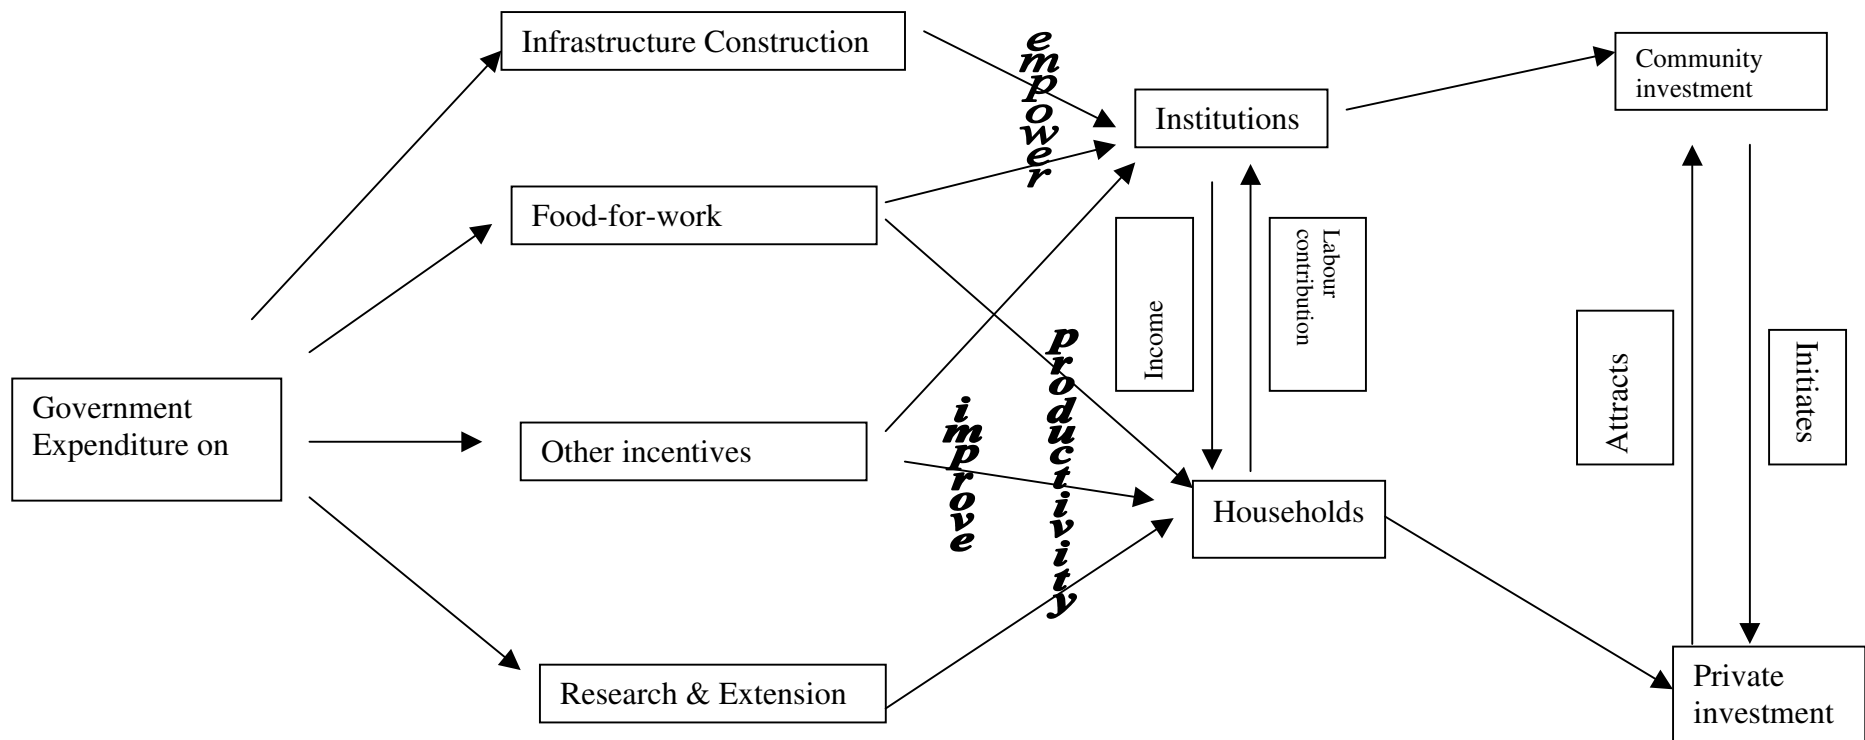 Infrastructure Construction
empower
Community
investment
Institutions
Food-for-work
Income
Labour
contribution
Attracts
Initiates
Government
Expenditure on
Other incentives
improve
productivity
Households
Research & Extension
Private
investment